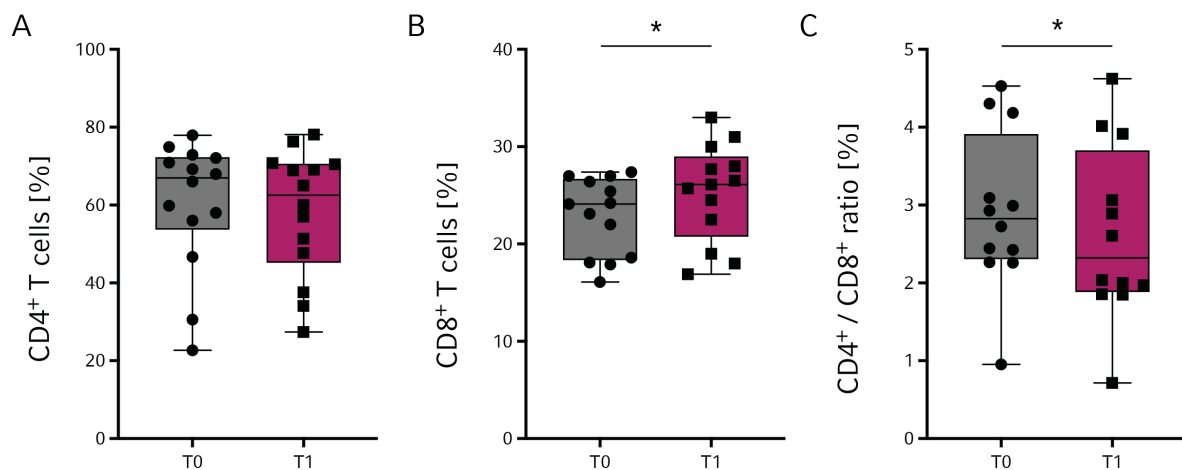 A
CD4⁺ T cells [%]
100
80
60
40
20
0
T0 T1
B
CD8⁺ T cells [%]
40
30
20
10
0
*
T0 T1
C
CD4⁺ / CD8⁺ ratio [%]
5
4
3
2
1
0
*
T0 T1